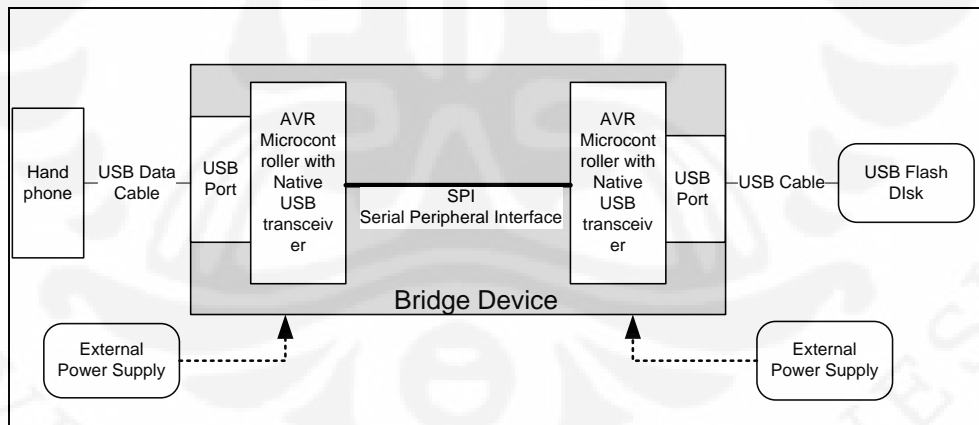 Hand
phone
USB Data
Cable
USB
Port
AVR
Microcont
roller with
Native
USB
transceiv
er
SPI
Serial Peripheral Interface
AVR
Microcont
roller with
Native
USB
transceiv
er
USB
Port
USB Cable
USB Flash
DIsk
Bridge Device
External
Power Supply
External
Power Supply